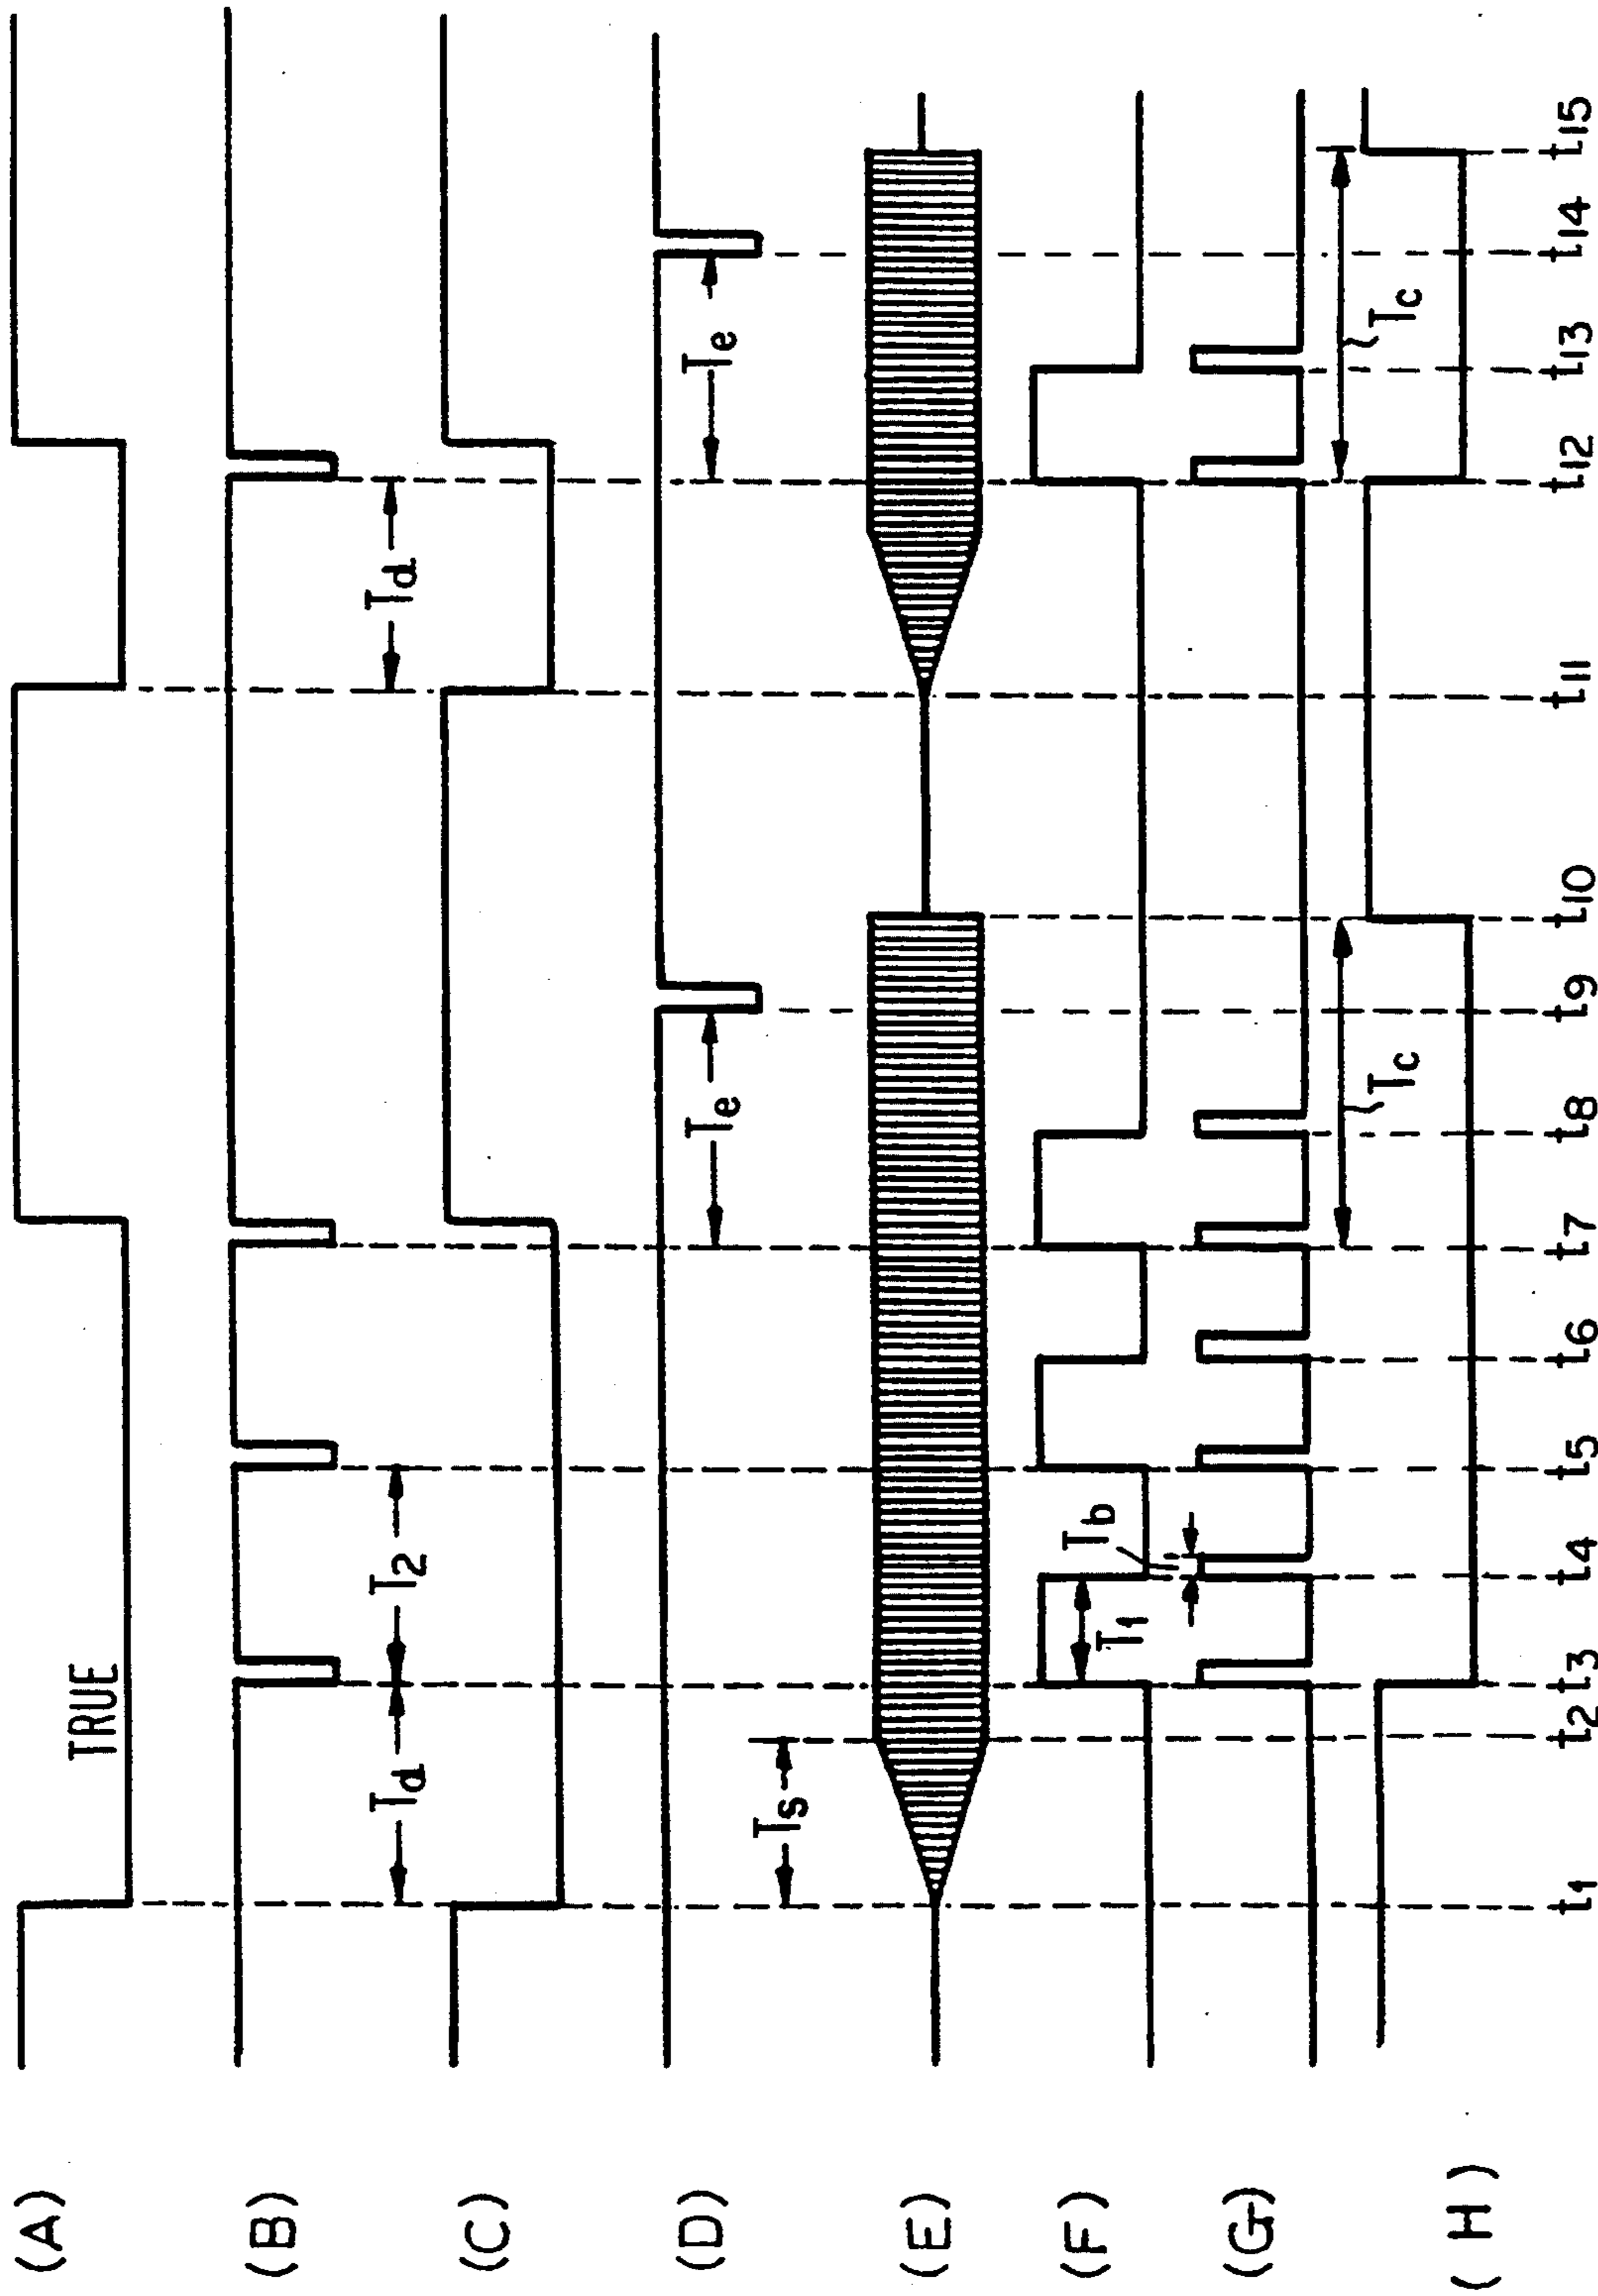 (A)
TRUE
(B)
Td
T2
Td
(C)
(D)
Te
Te
Ts
(E)
(F)
T1
Tb
(G)
Tc
Tc
(H)
t1 t2 t3 t4 t5 t6 t7 t8 t9 t10 t11 t12 t13 t14 t15